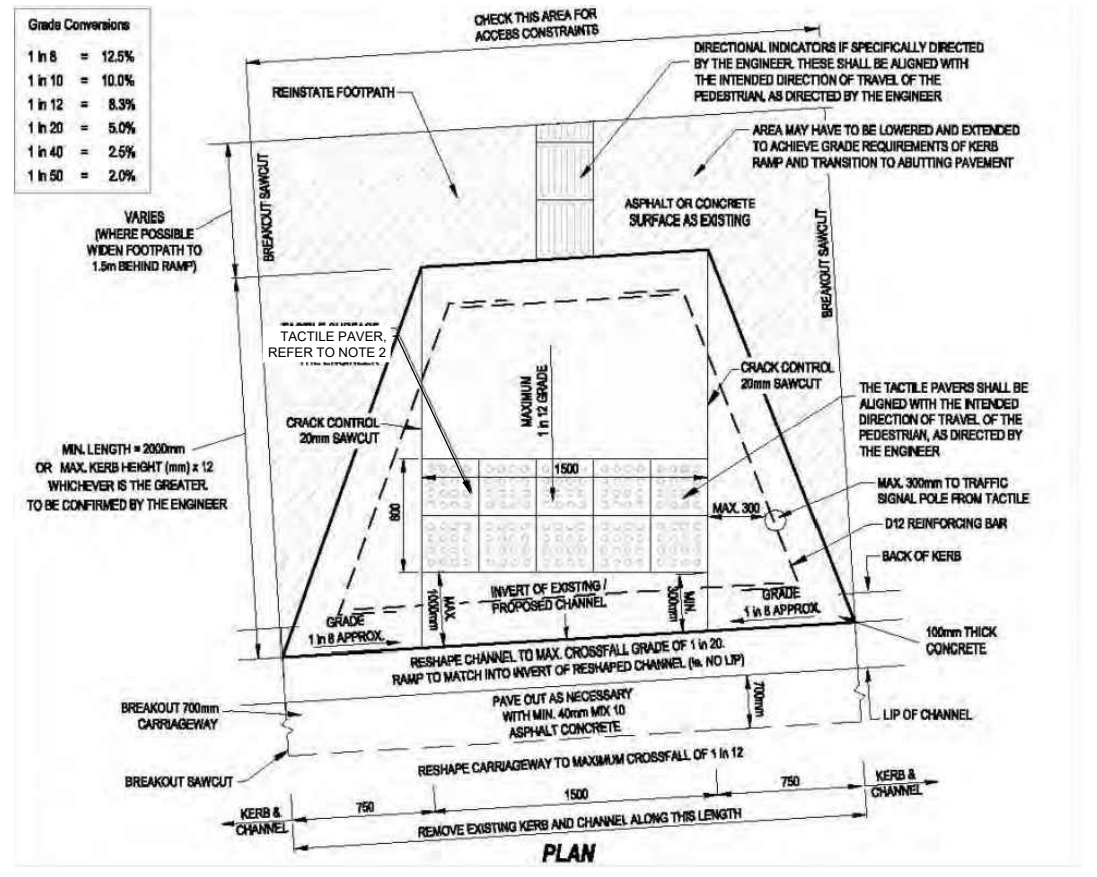 Grade Conversions
1 in 8 = 12.5%
1 in 10 = 10.0%
1 in 12 = 8.3%
1 in 20 = 5.0%
1 in 40 = 2.5%
1 in 50 = 2.0%
CHECK THIS AREA FOR
ACCESS CONSTRAINTS
DIRECTIONAL INDICATORS IF SPECIFICALLY DIRECTED
BY THE ENGINEER. THESE SHALL BE ALIGNED WITH
THE INTENDED DIRECTION OF TRAVEL OF THE
PEDESTRIAN, AS DIRECTED BY THE ENGINEER
REINSTATE FOOTPATH
AREA MAY HAVE TO BE LOWERED AND EXTENDED
TO ACHIEVE GRADE REQUIREMENTS OF KERB
RAMP AND TRANSITION TO ABUTTING PAVEMENT
BREAKOUT SAWCUT
ASPHALT OR CONCRETE
SURFACE AS EXISTING
BREAKOUT SAWCUT
VARIES
(WHERE POSSIBLE
WIDEN FOOTPATH TO
1.5m BEHIND RAMP)
TACTILE PAVER,
REFER TO NOTE 2
THE ENGINEER
MAXIMUM
1 in 12 GRADE
CRACK CONTROL
20mm SAWCUT
CRACK CONTROL
20mm SAWCUT
THE TACTILE PAVERS SHALL BE
ALIGNED WITH THE INTENDED
DIRECTION OF TRAVEL OF THE
PEDESTRIAN, AS DIRECTED BY
THE ENGINEER
MIN. LENGTH = 2000mm
OR MAX. KERB HEIGHT (mm) x 12
WHICHEVER IS THE GREATER.
TO BE CONFIRMED BY THE ENGINEER
1500
600
MAX. 300
MAX. 300mm TO TRAFFIC
SIGNAL POLE FROM TACTILE
D12 REINFORCING BAR
BACK OF KERB
INVERT OF EXISTING /
PROPOSED CHANNEL
MAX.
1000mm
MIN.
300mm
GRADE
1 in 8 APPROX.
GRADE
1 in 8 APPROX.
100mm THICK
CONCRETE
RESHAPE CHANNEL TO MAX. CROSSFALL GRADE OF 1 in 20.
RAMP TO MATCH INTO INVERT OF RESHAPED CHANNEL (ie. NO LIP)
BREAKOUT 700mm
CARRIAGEWAY
PAVE OUT AS NECESSARY
WITH MIN. 40mm MIX 10
ASPHALT CONCRETE
700mm
LIP OF CHANNEL
BREAKOUT SAWCUT
RESHAPE CARRIAGEWAY TO MAXIMUM CROSSFALL OF 1 in 12
KERB &
CHANNEL
750
1500
750
KERB &
CHANNEL
REMOVE EXISTING KERB AND CHANNEL ALONG THIS LENGTH
PLAN